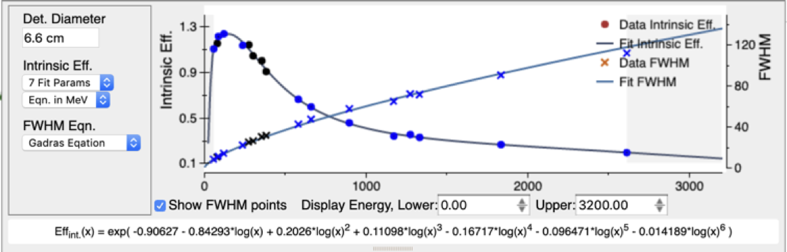 Det. Diameter
6.6 cm
Intrinsic Eff.
7 Fit Params
Eqn. in MeV
FWHM Eqn.
Gadras Eqation
Intrinsic Eff.
1.3
0.9
0.5
0.1
0
1000
2000
3000
Data Intrinsic Eff.
Fit Intrinsic Eff.
Data FWHM
Fit FWHM
120
80
40
0
FWHM
Show FWHM points Display Energy, Lower: 0.00 Upper: 3200.00
Eff_int.(x) = exp( -0.90627 - 0.84293*log(x) + 0.2026*log(x)² + 0.11098*log(x)³ - 0.16717*log(x)⁴ - 0.096471*log(x)⁵ - 0.014189*log(x)⁶ )